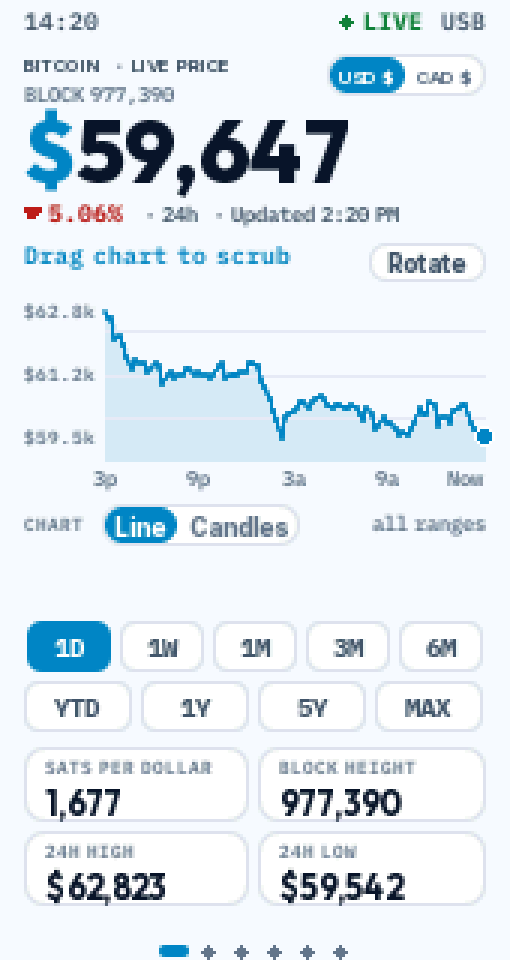 14:20 LIVE USB
BITCOIN · LIVE PRICE
USD $ CAD $
BLOCK 977,390
$59,647
5.06% · 24h · Updated 2:20 PM
Drag chart to scrub Rotate
$62.8k
$61.2k
$59.5k
3p 9p 3a 9a Now
CHART Line Candles all ranges
1D 1W 1M 3M 6M
YTD 1Y 5Y MAX
SATS PER DOLLAR BLOCK HEIGHT
1,677 977,390
24H HIGH 24H LOW
$62,823 $59,542